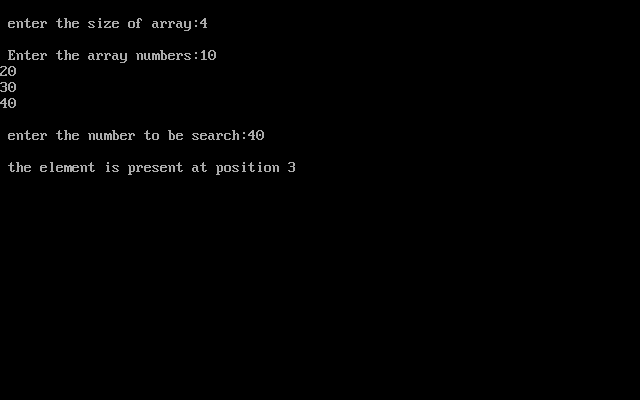 enter the size of array:4
Enter the array numbers:10
20
30
40
enter the number to be search:40
the element is present at position 3